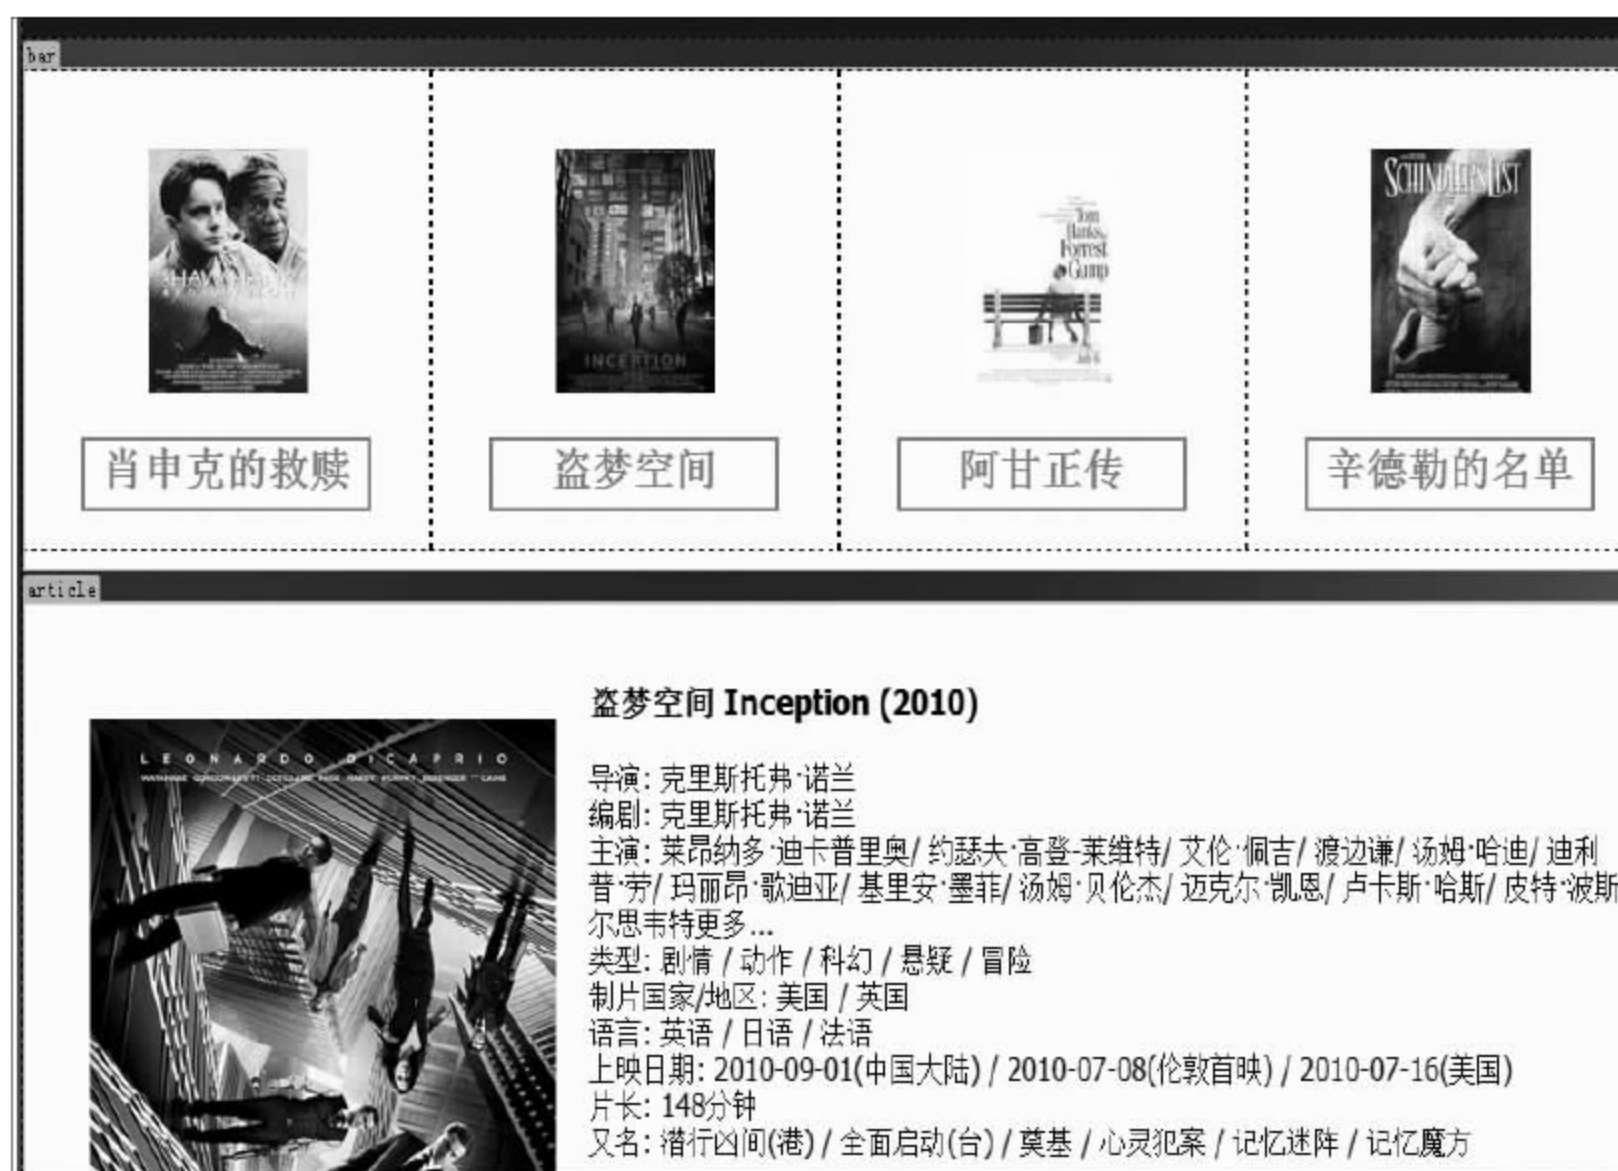 bar
SCHINDLER'S LIST
Tom
Hanks
Forrest
Gump
INCEPTION
肖申克的救赎
盗梦空间
阿甘正传
辛德勒的名单
article
盗梦空间 Inception (2010)
LEONARDO DICAPRIO
导演: 克里斯托弗·诺兰
编剧: 克里斯托弗·诺兰
主演: 莱昂纳多·迪卡普里奥/ 约瑟夫·高登-莱维特/ 艾伦·佩吉/ 渡边谦/ 汤姆·哈迪/ 迪利
普·劳/ 玛丽昂·歌迪亚/ 基里安·墨菲/ 汤姆·贝伦杰/ 迈克尔·凯恩/ 卢卡斯·哈斯/ 皮特·波斯
尔思韦特更多...
类型: 剧情 / 动作 / 科幻 / 悬疑 / 冒险
制片国家/地区: 美国 / 英国
语言: 英语 / 日语 / 法语
上映日期: 2010-09-01(中国大陆) / 2010-07-08(伦敦首映) / 2010-07-16(美国)
片长: 148分钟
又名: 潜行凶间(港) / 全面启动(台) / 奠基 / 心灵犯案 / 记忆迷阵 / 记忆魔方